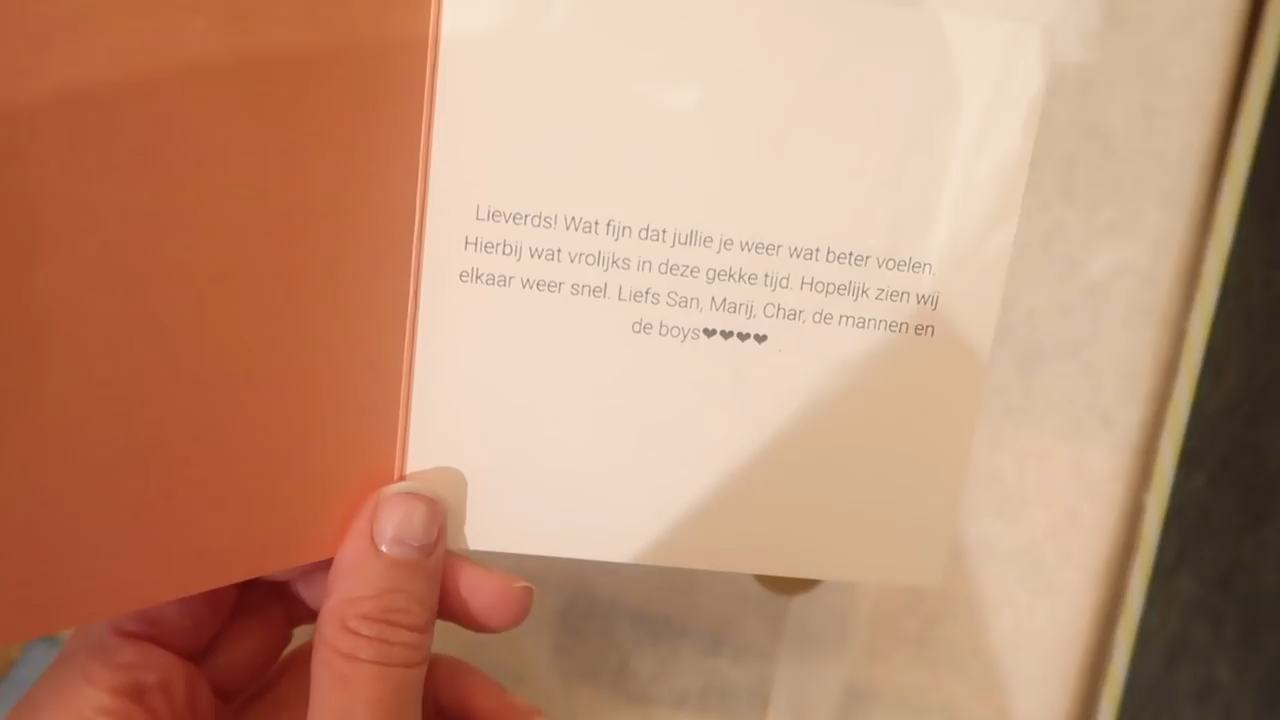 Lieverds! Wat fijn dat jullie je weer wat beter voelen.
Hierbij wat vrolijks in deze gekke tijd. Hopelijk zien wij
elkaar weer snel. Liefs San, Marij, Char, de mannen en
de boys❤❤❤❤